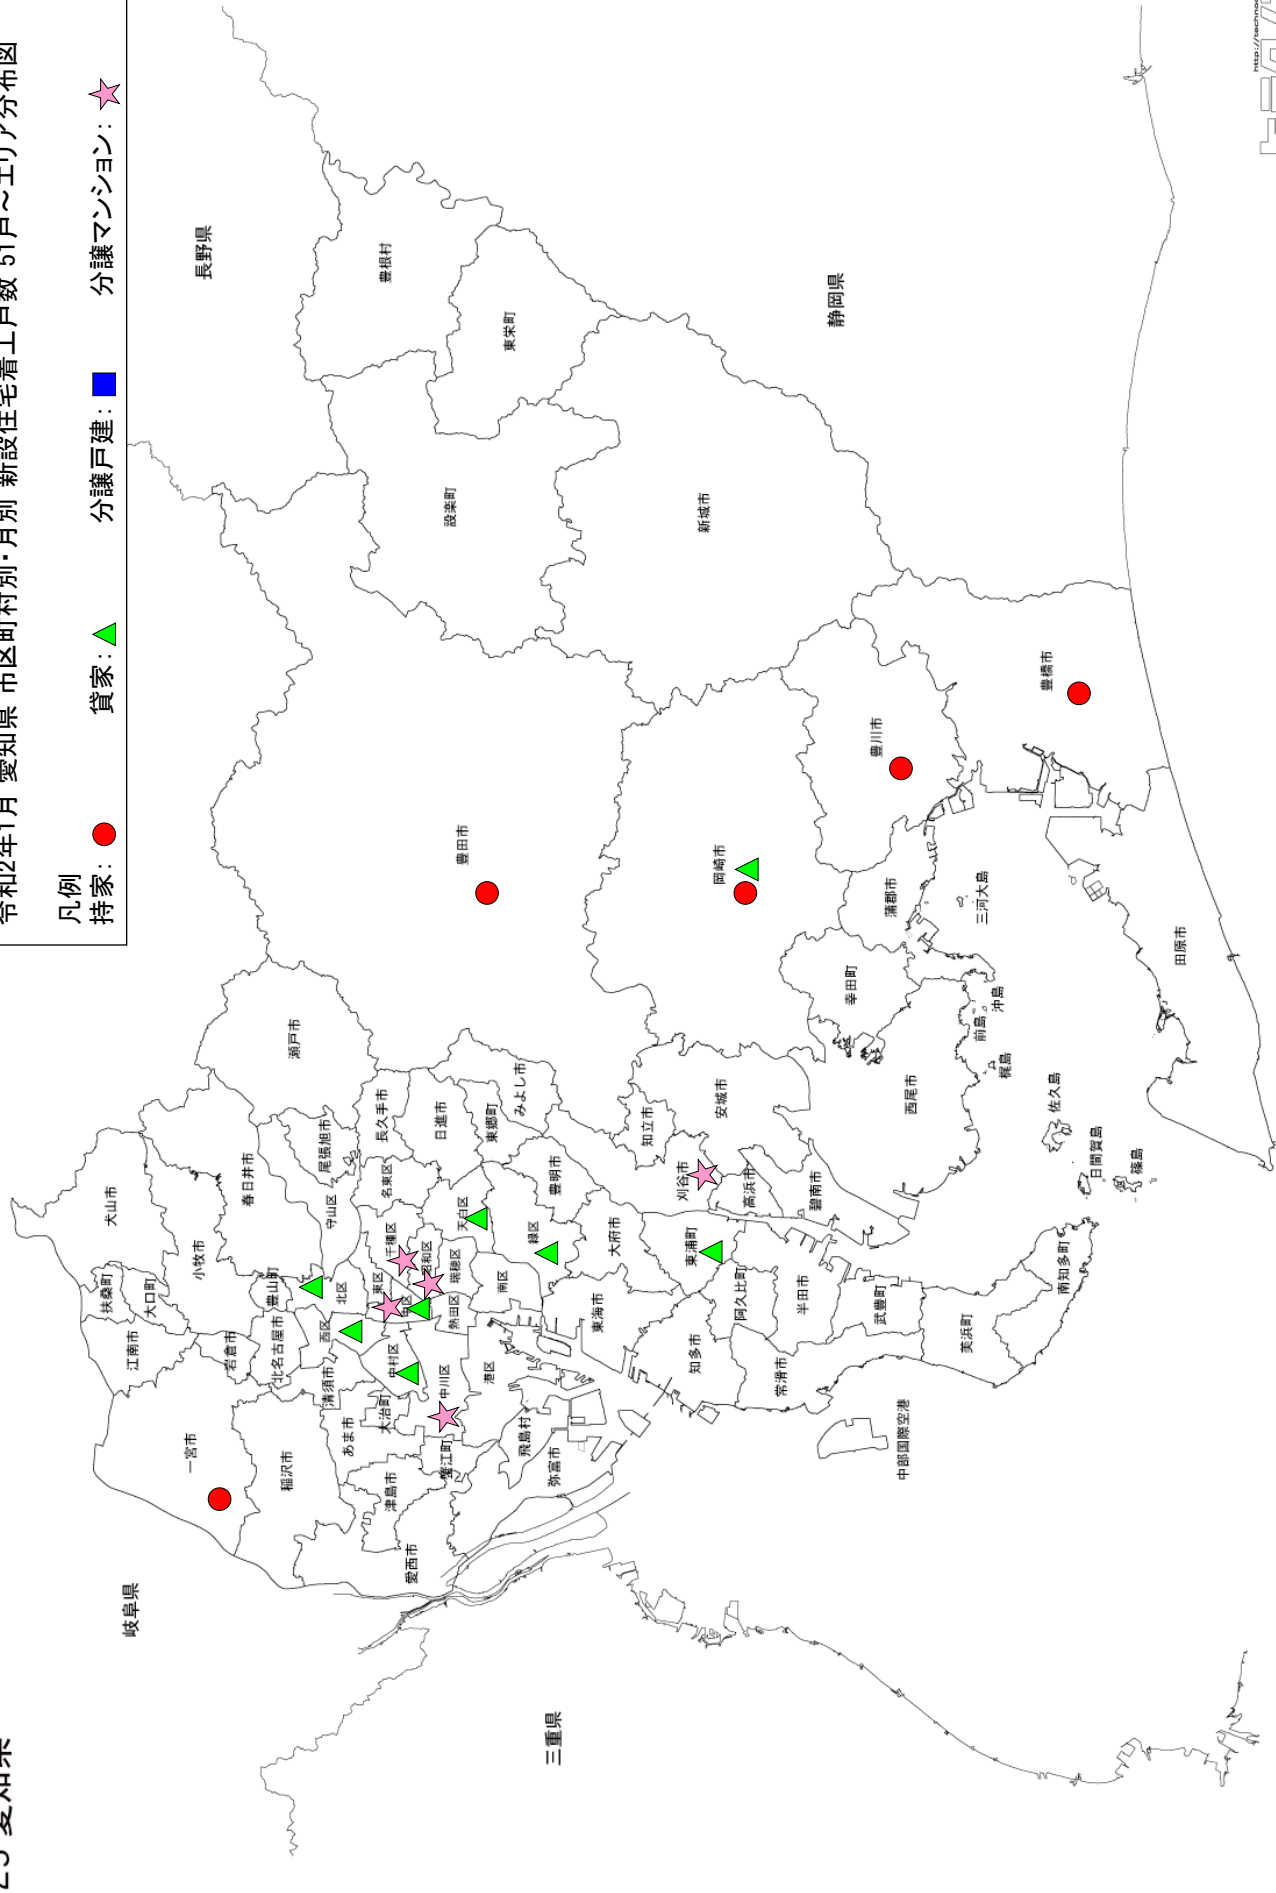 23 愛知県
令和2年1月 愛知県 市区町村別・月別 新設住宅着工戸数 51戸～エリア分布図
凡例
持家：
貸家：
分譲戸建：
分譲マンション：
岐阜県
長野県
静岡県
三重県
犬山市
扶桑町
大口町
江南市
小牧市
一宮市
岩倉市
春日井市
豊山町
北名古屋市
稲沢市
瀬戸市
尾張旭市
守山区
北区
西区
清須市
あま市
長久手市
名東区
千種区
東区
中区
中村区
大治町
津島市
愛西市
日進市
天白区
昭和区
瑞穂区
熱田区
中川区
蟹江町
東郷町
みよし市
豊明市
緑区
南区
港区
飛島村
弥富市
大府市
東海市
豊田市
豊根村
東栄町
設楽町
新城市
知立市
刈谷市
安城市
岡崎市
高浜市
碧南市
東浦町
阿久比町
知多市
半田市
常滑市
武豊町
美浜町
南知多町
中部国際空港
幸田町
西尾市
蒲郡市
豊川市
豊橋市
田原市
三河大島
沖島
前島
梶島
佐久島
日間賀島
篠島